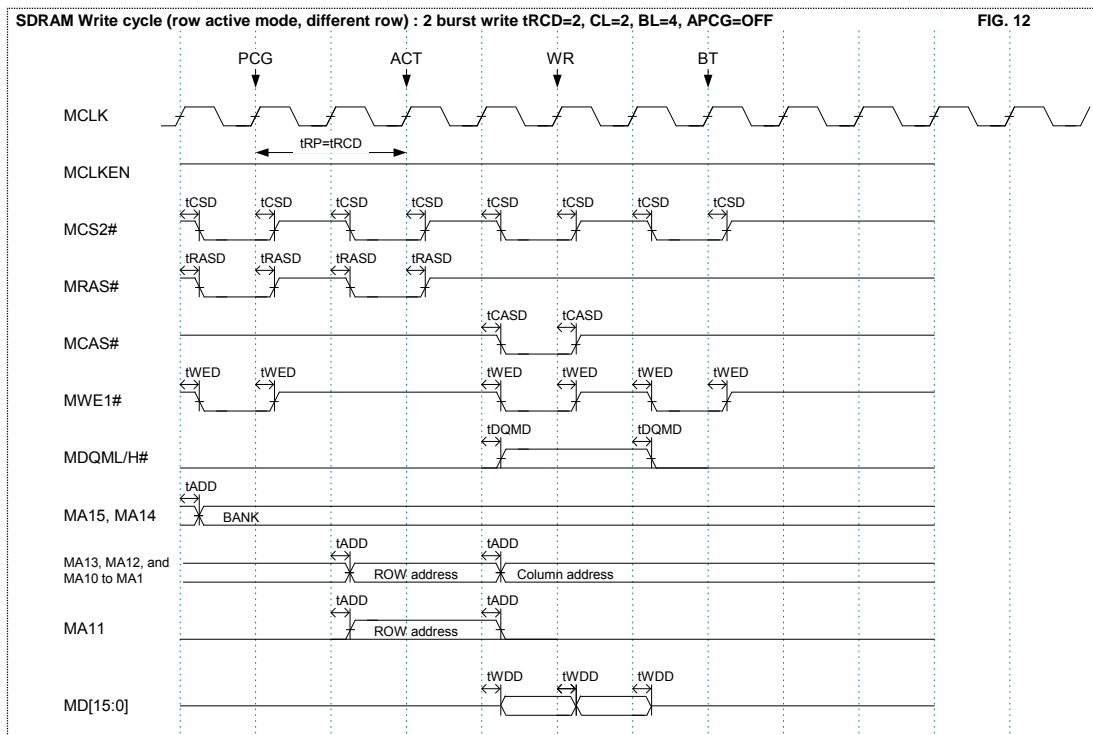 SDRAM Write cycle (row active mode, different row) : 2 burst write tRCD=2, CL=2, BL=4, APCG=OFF FIG. 12
PCG ACT WR BT
MCLK
tRP=tRCD
MCLKEN
tCSD tCSD tCSD tCSD tCSD tCSD tCSD tCSD
MCS2#
tRASD tRASD tRASD tRASD
MRAS#
tCASD tCASD
MCAS#
tWED tWED tWED tWED tWED tWED
MWE1#
tDQMD tDQMD
MDQML/H#
tADD
MA15, MA14 BANK
tADD tADD
MA13, MA12, and
MA10 to MA1
ROW address Column address
tADD tADD
MA11 ROW address
tWDD tWDD tWDD
MD[15:0]